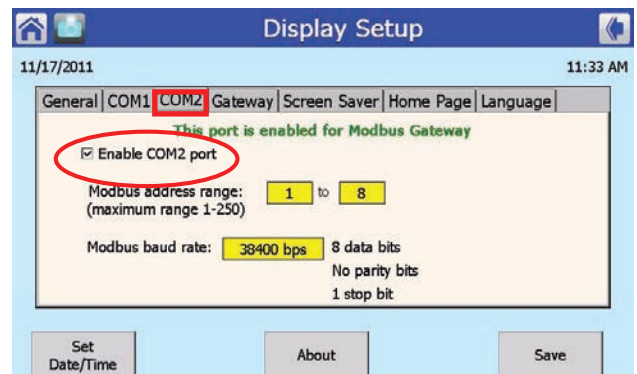 Display Setup
11/17/2011
11:33 AM
General COM1 COM2 Gateway Screen Saver Home Page Language
This port is enabled for Modbus Gateway
Enable COM2 port
Modbus address range: 1 to 8
(maximum range 1-250)
Modbus baud rate: 38400 bps 8 data bits
No parity bits
1 stop bit
Set
Date/Time
About
Save